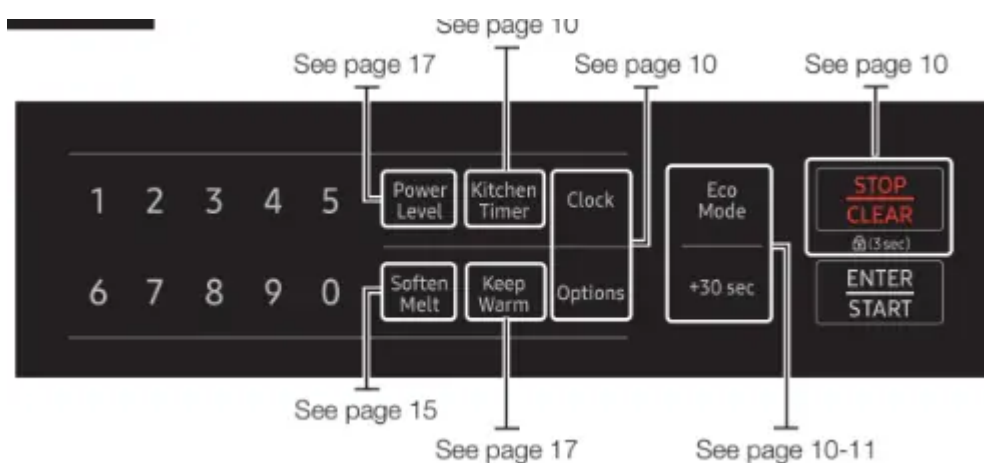 See page 10
See page 17
See page 10
See page 10
1 2 3 4 5
Power
Level
Kitchen
Timer
Clock
Eco
Mode
STOP
CLEAR
(3 sec)
6 7 8 9 0
Soften
Melt
Keep
Warm
Options
+30 sec
ENTER
START
See page 15
See page 17
See page 10-11